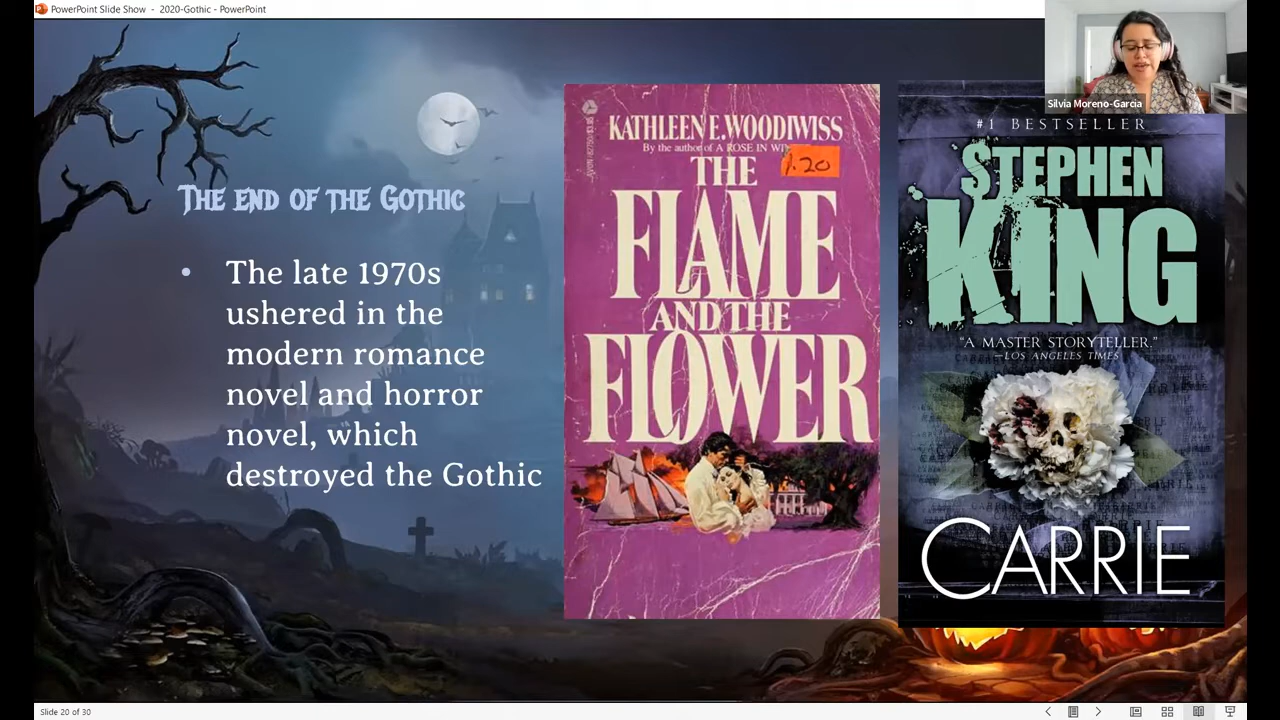 PowerPoint Slide Show - 2020-Gothic - PowerPoint
Silvia Moreno-Garcia
THE END OF THE GOTHIC
• The late 1970s
ushered in the
modern romance
novel and horror
novel, which
destroyed the Gothic
KATHLEEN E. WOODIWISS
By the author of A ROSE IN
1.20
THE
FLAME
AND THE
FLOWER
#1 BESTSELLER
STEPHEN
KING
"A MASTER STORYTELLER."
—LOS ANGELES TIMES
CARRIE
Slide 20 of 30